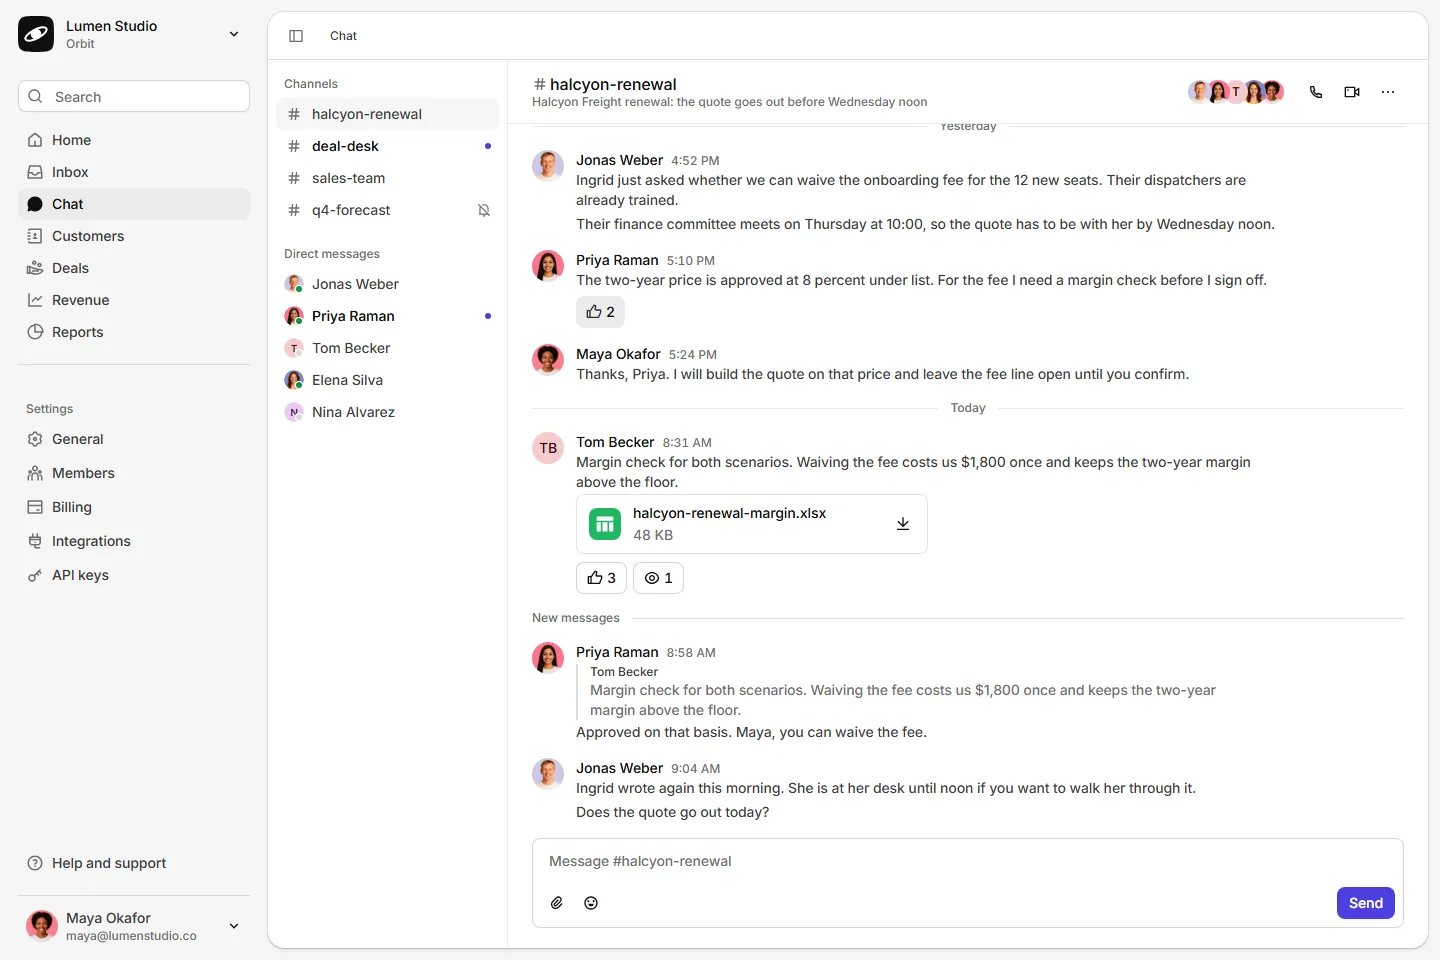 Lumen Studio
Orbit
Search
Home
Inbox
Chat
Customers
Deals
Revenue
Reports
Settings
General
Members
Billing
Integrations
API keys
Help and support
Maya Okafor
maya@lumenstudio.co
Chat
Channels
# halcyon-renewal
# deal-desk
# sales-team
# q4-forecast
Direct messages
Jonas Weber
Priya Raman
T Tom Becker
Elena Silva
N Nina Alvarez
# halcyon-renewal
Halcyon Freight renewal: the quote goes out before Wednesday noon
T
Yesterday
Jonas Weber 4:52 PM
Ingrid just asked whether we can waive the onboarding fee for the 12 new seats. Their dispatchers are
already trained.
Their finance committee meets on Thursday at 10:00, so the quote has to be with her by Wednesday noon.
Priya Raman 5:10 PM
The two-year price is approved at 8 percent under list. For the fee I need a margin check before I sign off.
2
Maya Okafor 5:24 PM
Thanks, Priya. I will build the quote on that price and leave the fee line open until you confirm.
Today
TB
Tom Becker 8:31 AM
Margin check for both scenarios. Waiving the fee costs us $1,800 once and keeps the two-year margin
above the floor.
halcyon-renewal-margin.xlsx
48 KB
3 1
New messages
Priya Raman 8:58 AM
Tom Becker
Margin check for both scenarios. Waiving the fee costs us $1,800 once and keeps the two-year
margin above the floor.
Approved on that basis. Maya, you can waive the fee.
Jonas Weber 9:04 AM
Ingrid wrote again this morning. She is at her desk until noon if you want to walk her through it.
Does the quote go out today?
Message #halcyon-renewal
Send